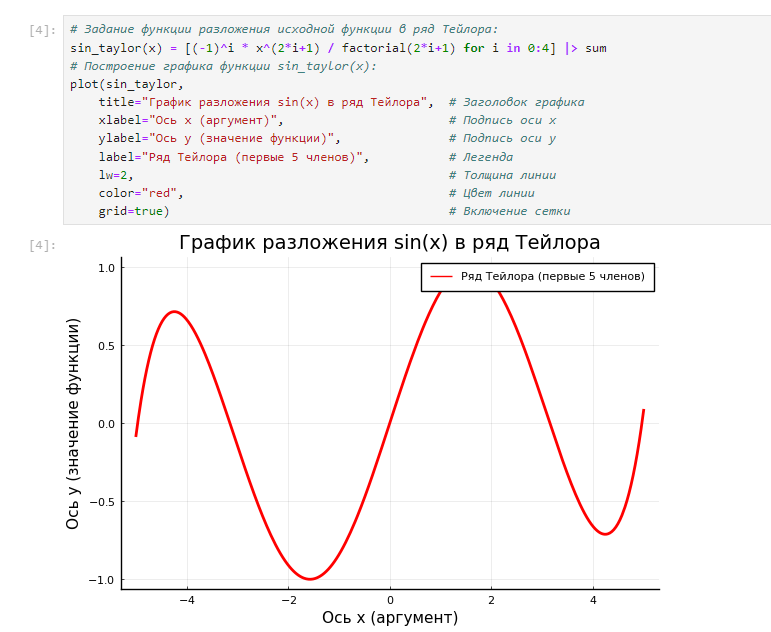 [4]: # Задание функции разложения исходной функции в ряд Тейлора:
sin_taylor(x) = [(-1)^i * x^(2*i+1) / factorial(2*i+1) for i in 0:4] |> sum
# Построение графика функции sin_taylor(x):
plot(sin_taylor,
title="График разложения sin(x) в ряд Тейлора", # Заголовок графика
xlabel="Ось x (аргумент)", # Подпись оси x
ylabel="Ось y (значение функции)", # Подпись оси y
label="Ряд Тейлора (первые 5 членов)", # Легенда
lw=2, # Толщина линии
color="red", # Цвет линии
grid=true) # Включение сетки
[4]:
График разложения sin(x) в ряд Тейлора
Ряд Тейлора (первые 5 членов)
Ось y (значение функции)
1.0
0.5
0.0
−0.5
−1.0
−4 −2 0 2 4
Ось x (аргумент)